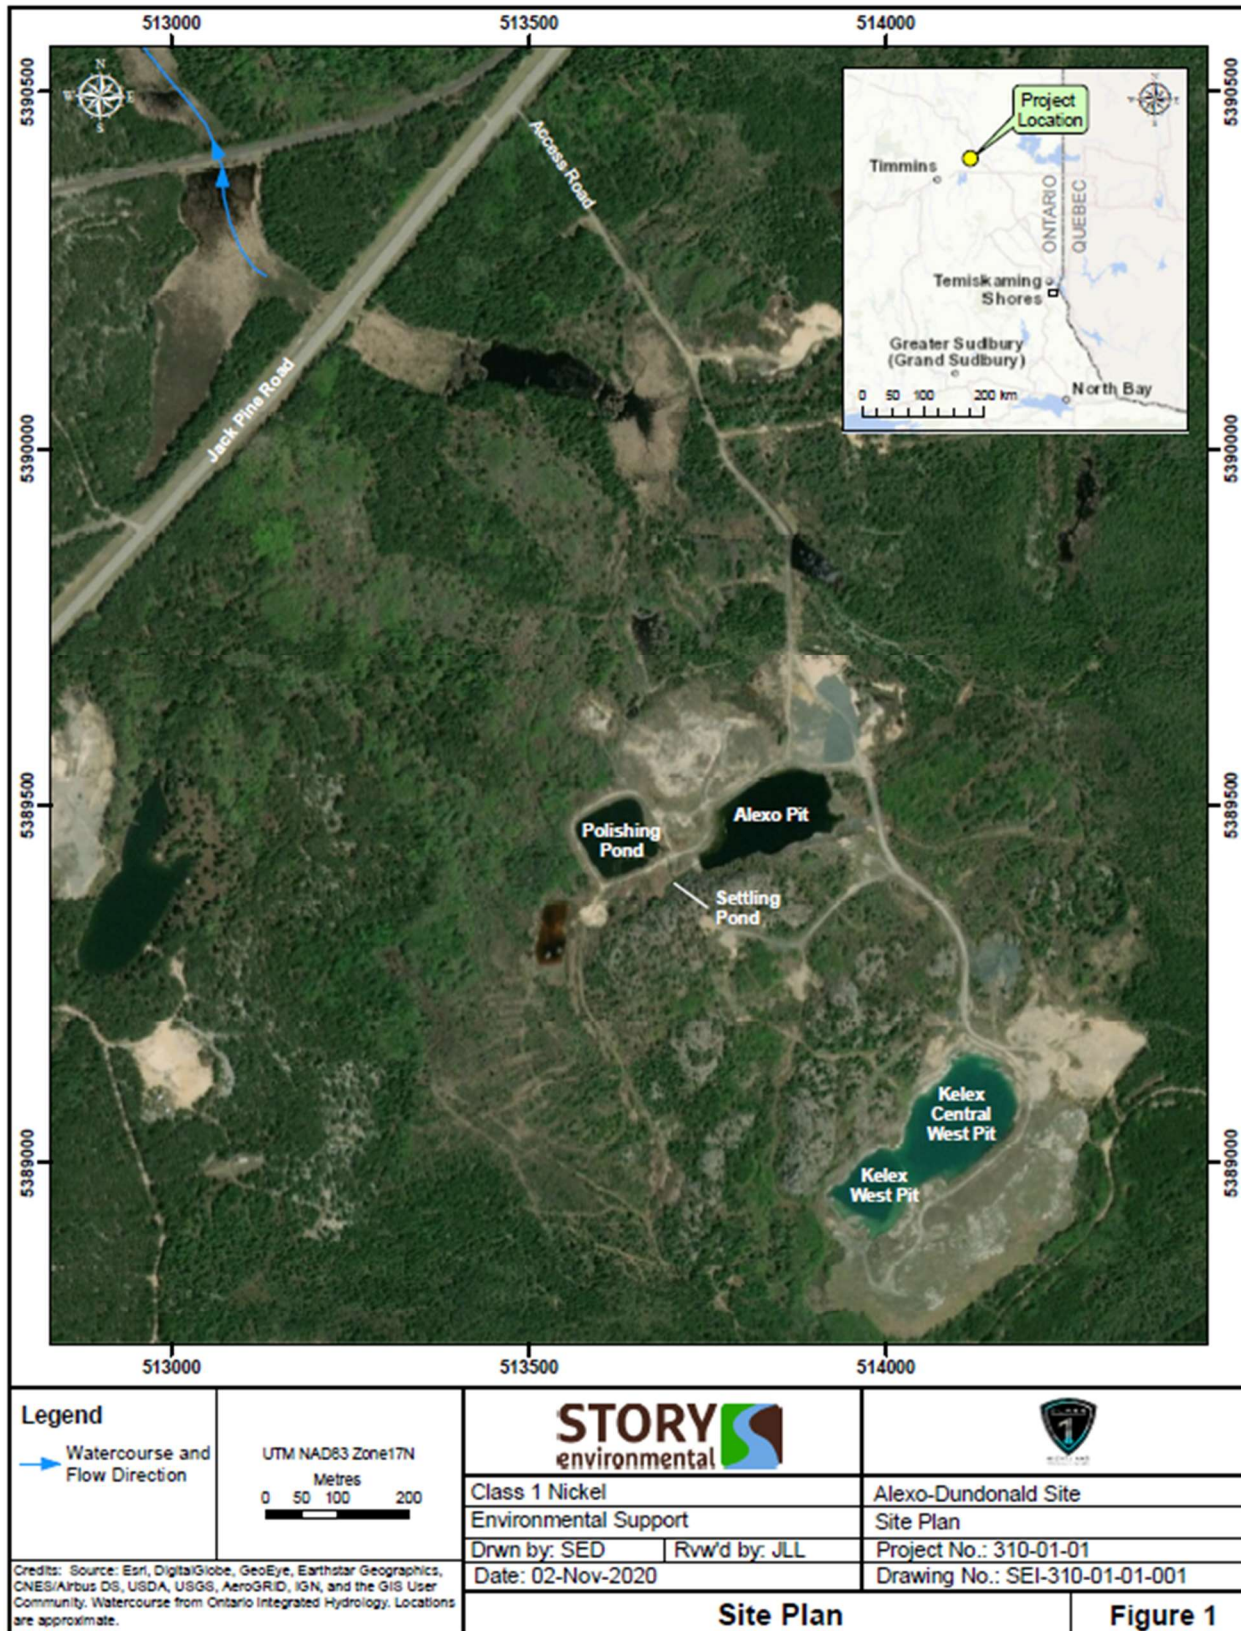 513000
513500
514000
5390500
5390500
N
E
S
Access Road
Project
Location
Timmins
ONTARIO
QUEBEC
Temiskaming
Shores
Greater Sudbury
(Grand Sudbury)
North Bay
0 50 100 200 km
Jack Pine Road
5390000
5390000
5389500
5389500
Polishing
Pond
Alexo Pit
Settling
Pond
Kelex
Central
West Pit
Kelex
West Pit
5389000
5389000
513000
513500
514000
Legend
Watercourse and
Flow Direction
UTM NAD83 Zone17N
Metres
0 50 100 200
STORY
environmental
1
Class 1 Nickel
Alexo-Dundonald Site
Environmental Support
Site Plan
Drwn by: SED
Rvw'd by: JLL
Project No.: 310-01-01
Date: 02-Nov-2020
Drawing No.: SEI-310-01-01-001
Credits: Source: Esri, DigitalGlobe, GeoEye, Earthstar Geographics,
CNES/Airbus DS, USDA, USGS, AeroGRID, IGN, and the GIS User
Community. Watercourse from Ontario Integrated Hydrology. Locations
are approximate.
Site Plan
Figure 1